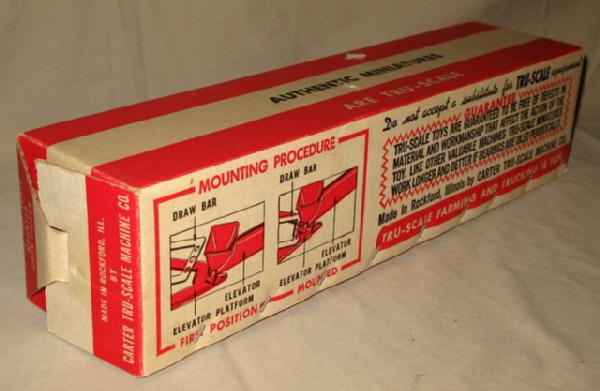 AUTHENTIC MINIATURES
ARE TRU-SCALE
Do not accept a substitute for TRU-SCALE equipment
GUARANTEE
TRU-SCALE TOYS ARE GUARANTEED TO BE FREE OF DEFECTS IN
MATERIAL AND WORKMANSHIP THAT AFFECT THE ACTION OF THE
TOY. LIKE OTHER VALUABLE MACHINES TRU-SCALE MINIATURES
WORK LONGER AND BETTER IF BEARINGS ARE OILED PERIODICALLY.
Made in Rockford, Illinois by CARTER TRU-SCALE MACHINE CO.
TRU-SCALE FARMING AND TRUCKING IS FUN
MOUNTING PROCEDURE
DRAW BAR
ELEVATOR
ELEVATOR PLATFORM
FIRST POSITION
DRAW BAR
ELEVATOR
ELEVATOR PLATFORM
MOUNTED
MADE IN ROCKFORD, ILL.
BY
CARTER TRU-SCALE MACHINE CO.